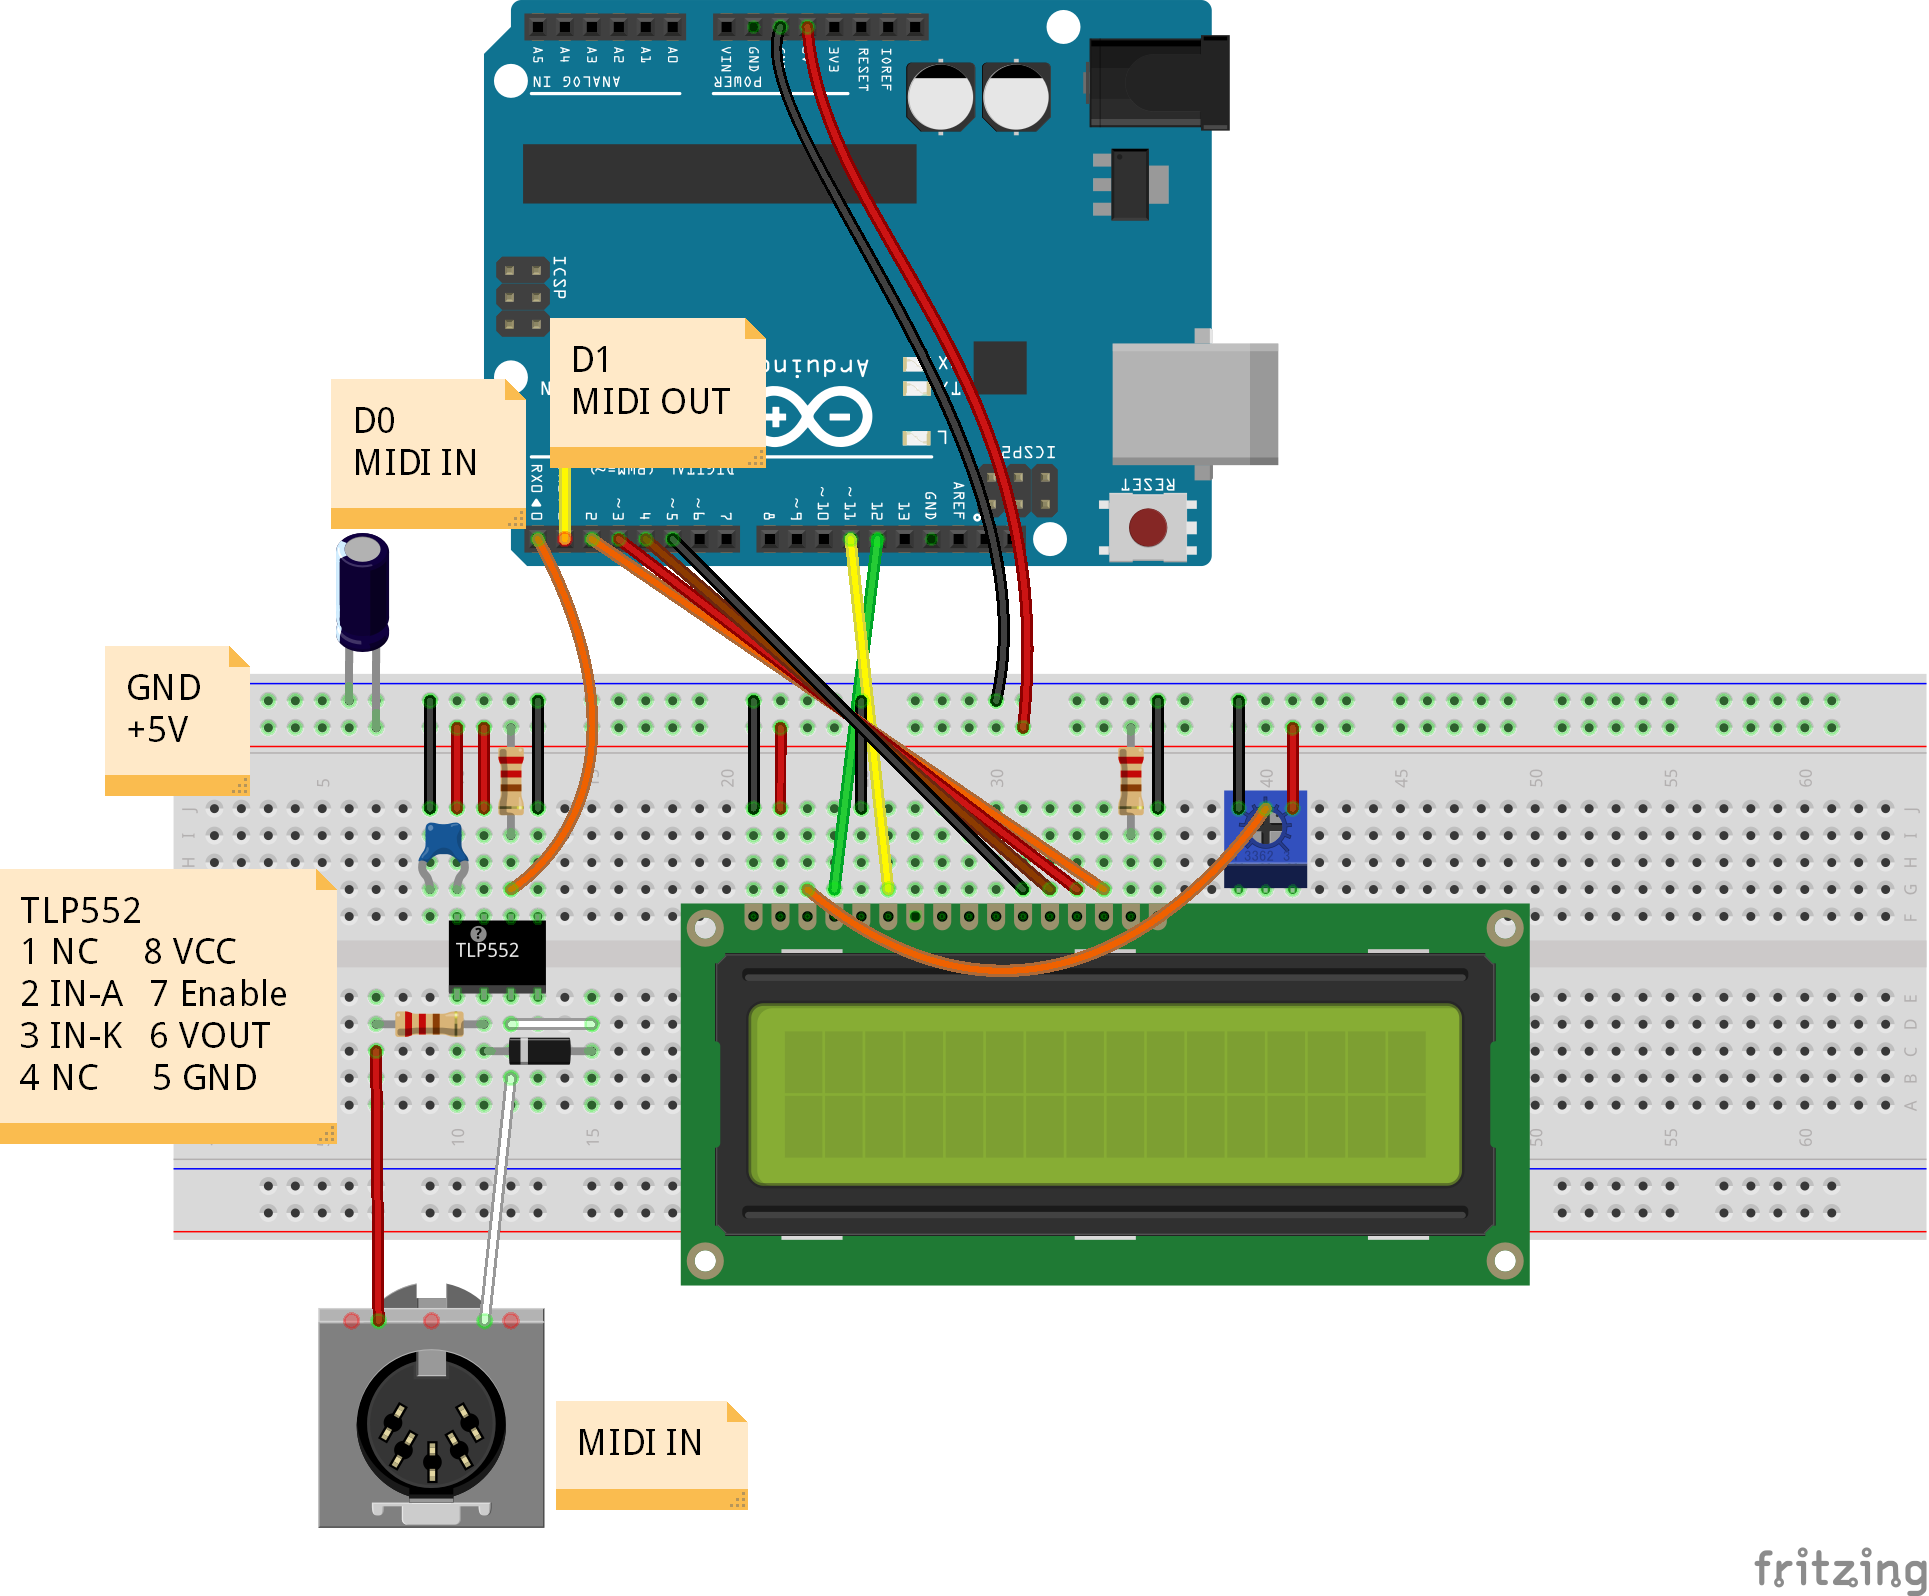 A5 A4 A3 A2 A1 A0
VIN GND 3V3 RESET IOREF
ANALOG IN
POWER
ICSP
D1
MIDI OUT
Arduino
D0
MIDI IN
L
ICSP2
RESET
DIGITAL (PWM=~)
RX0 ◄ 0 2 ~3 4 ~5 ~6 7 8 ~9 ~10 ~11 12 13 GND AREF
GND
+5V
5 20 30 40 45 50 55 60
J J
I I
H H
G
F
3362
TLP552
1 NC 8 VCC
2 IN-A 7 Enable
3 IN-K 6 VOUT
4 NC 5 GND
?
TLP552
E
D
C
B
A
10 15 50 55 60
MIDI IN
fritzing